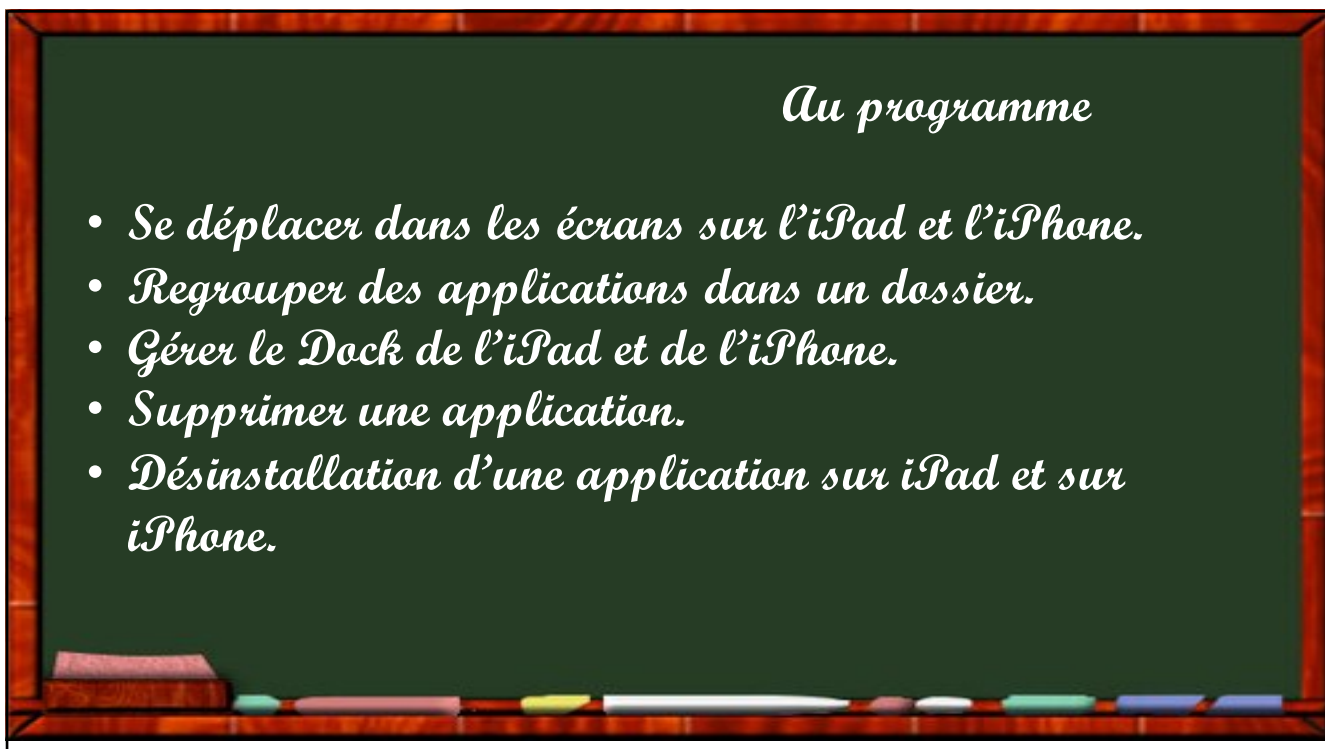 Au programme
• Se déplacer dans les écrans sur l’iPad et l’iPhone.
• Regrouper des applications dans un dossier.
• Gérer le Dock de l’iPad et de l’iPhone.
• Supprimer une application.
• Désinstallation d’une application sur iPad et sur
iPhone.